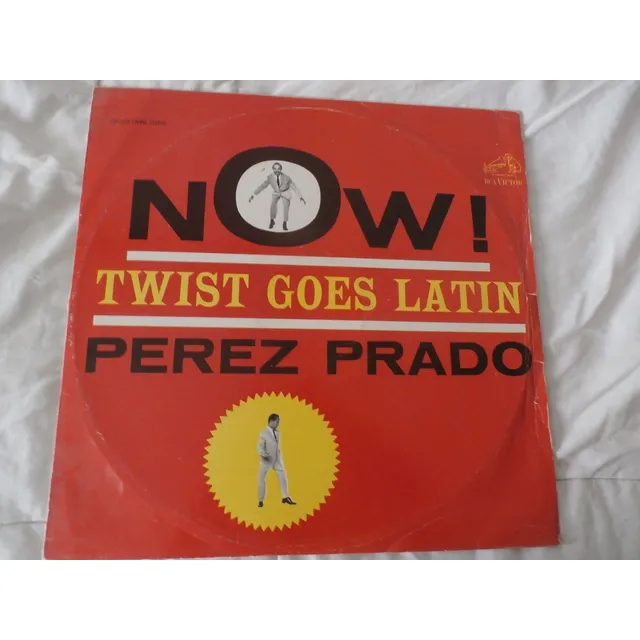 RCA VICTOR
NOW!
TWIST GOES LATIN
PEREZ PRADO